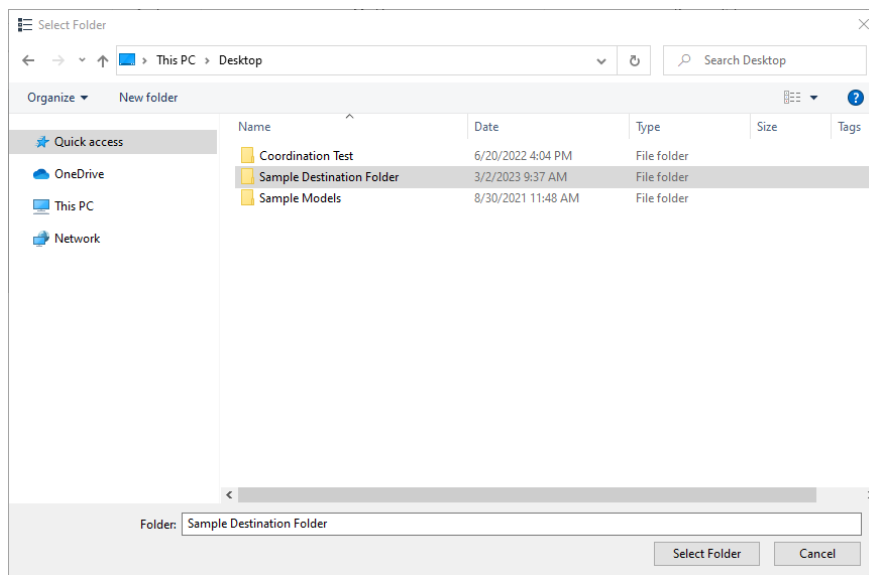 Select Folder
This PC > Desktop
Search Desktop
Organize New folder
Name Date Type Size Tags
Quick access
OneDrive
This PC
Network
Coordination Test 6/20/2022 4:04 PM File folder
Sample Destination Folder 3/2/2023 9:37 AM File folder
Sample Models 8/30/2021 11:48 AM File folder
Folder: Sample Destination Folder
Select Folder Cancel